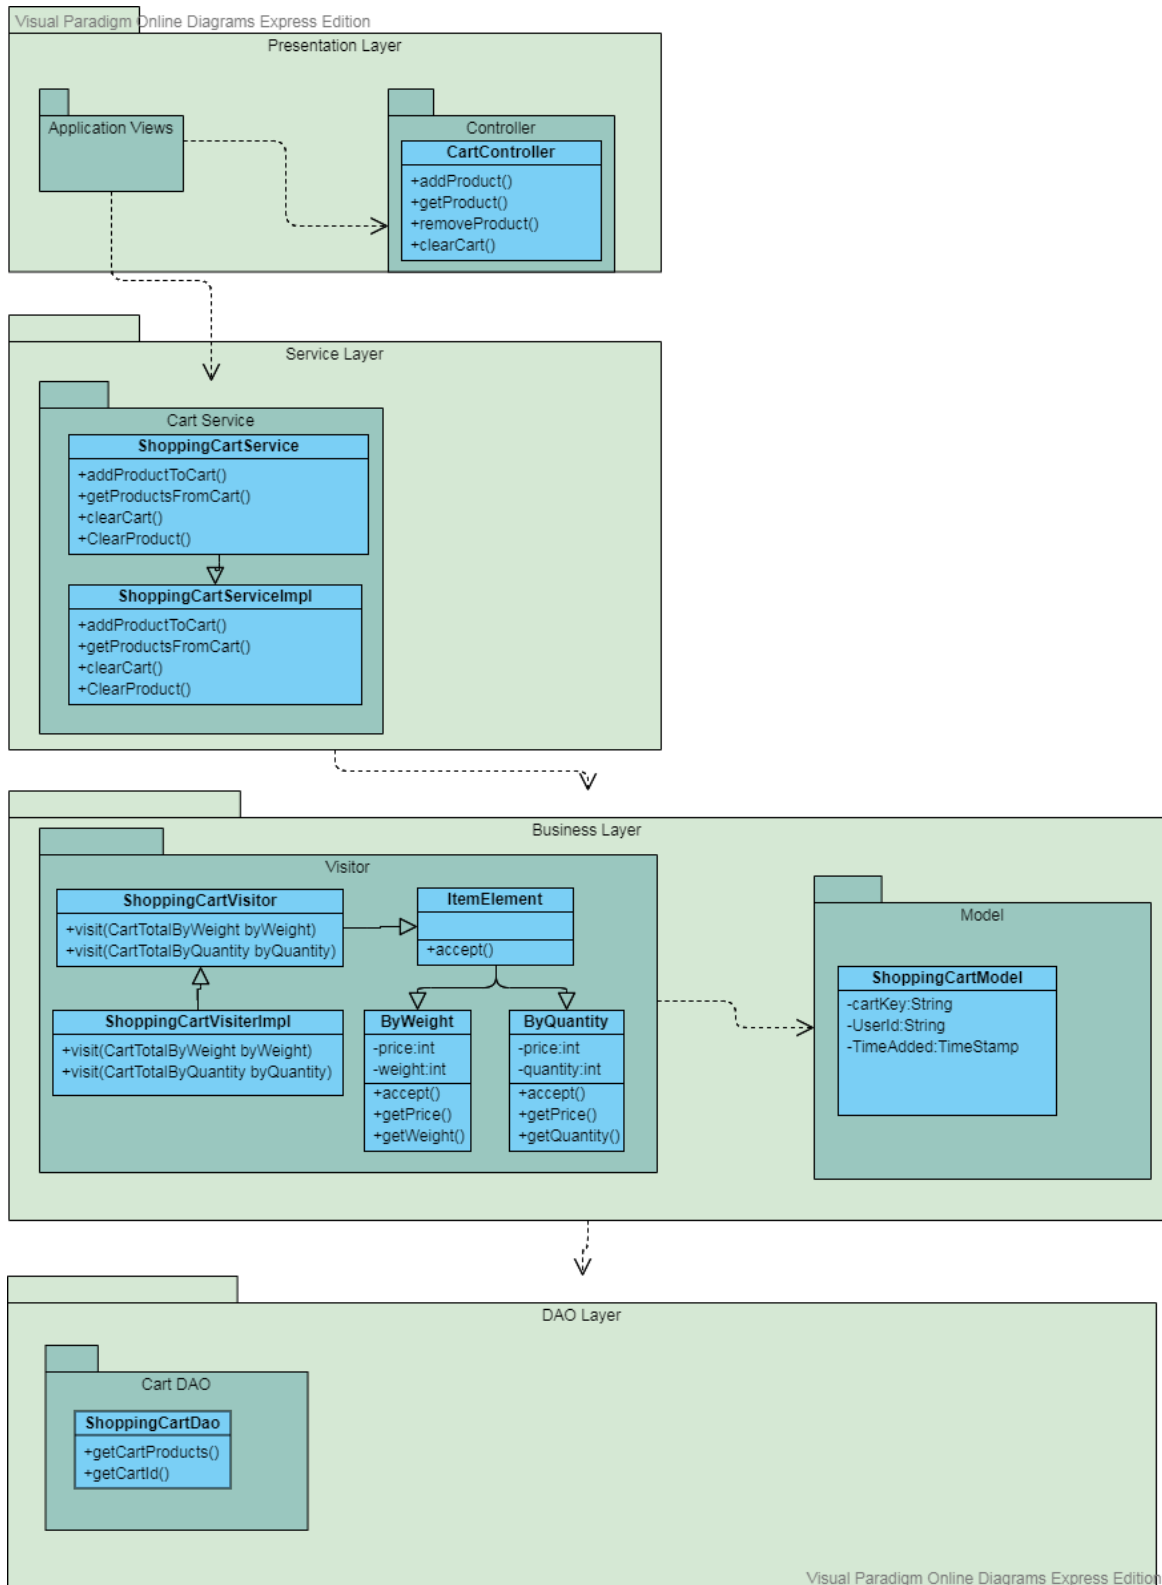 Visual Paradigm Online Diagrams Express Edition
Presentation Layer
Application Views
Controller
CartController
+addProduct()
+getProduct()
+removeProduct()
+clearCart()
Service Layer
Cart Service
ShoppingCartService
+addProductToCart()
+getProductsFromCart()
+clearCart()
+ClearProduct()
ShoppingCartServiceImpl
+addProductToCart()
+getProductsFromCart()
+clearCart()
+ClearProduct()
Business Layer
Visitor
ShoppingCartVisitor
+visit(CartTotalByWeight byWeight)
+visit(CartTotalByQuantity byQuantity)
ItemElement
+accept()
ShoppingCartVisiterImpl
+visit(CartTotalByWeight byWeight)
+visit(CartTotalByQuantity byQuantity)
ByWeight
-price:int
-weight:int
+accept()
+getPrice()
+getWeight()
ByQuantity
-price:int
-quantity:int
+accept()
+getPrice()
+getQuantity()
Model
ShoppingCartModel
-cartKey:String
-UserId:String
-TimeAdded:TimeStamp
DAO Layer
Cart DAO
ShoppingCartDao
+getCartProducts()
+getCartId()
Visual Paradigm Online Diagrams Express Edition